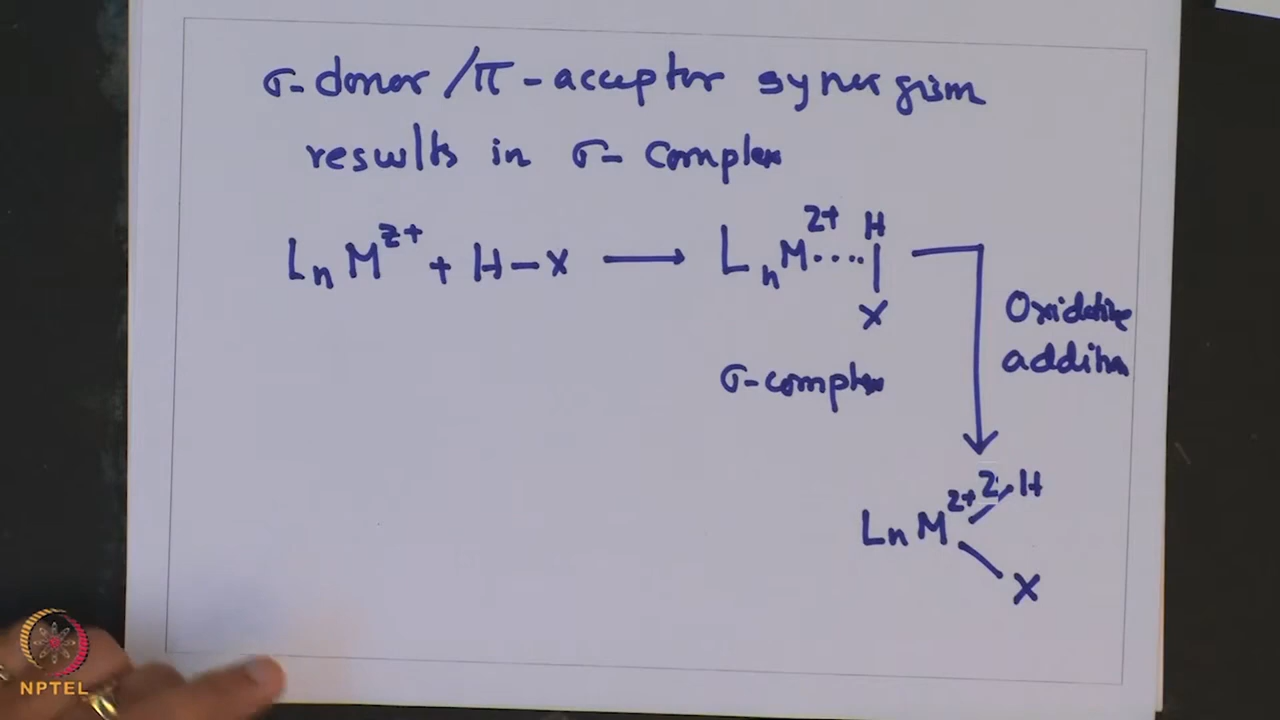 σ-donor/π-acceptor synergism
results in σ-complex
LnM^z+ + H-X ⟶ LnM^z+ ····H
|
X
Oxidative
addition
σ-complex
LnM^z+2 H
X
NPTEL